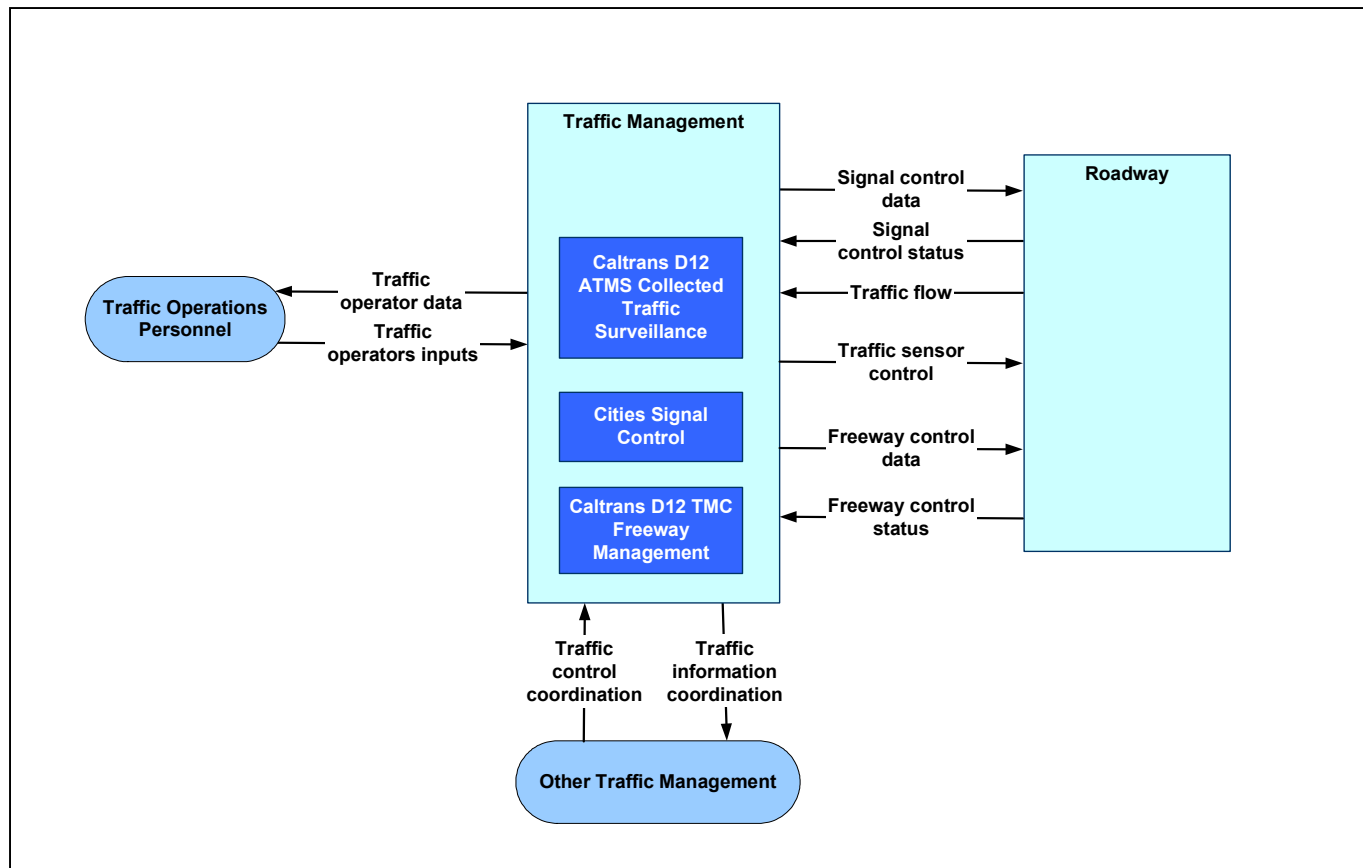 Traffic Management
Roadway
Signal control
data
Signal
control status
Caltrans D12
ATMS Collected
Traffic
Surveillance
Traffic
operator data
Traffic flow
Traffic Operations
Personnel
Traffic
operators inputs
Traffic sensor
control
Cities Signal
Control
Freeway control
data
Caltrans D12 TMC
Freeway
Management
Freeway control
status
Traffic
control
coordination
Traffic
information
coordination
Other Traffic Management